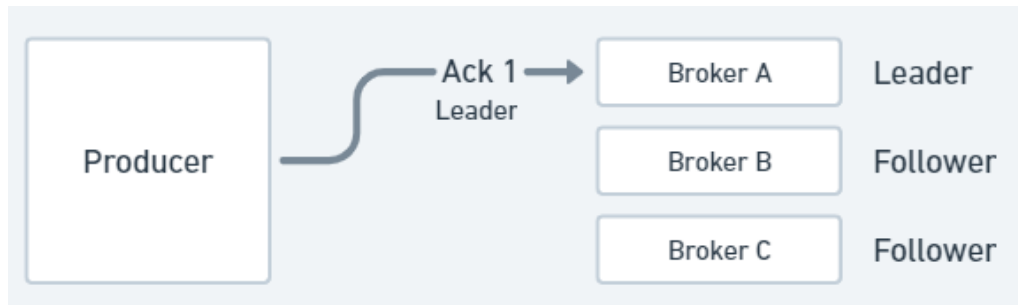 Producer
Ack 1
Leader
Broker A
Leader
Broker B
Follower
Broker C
Follower